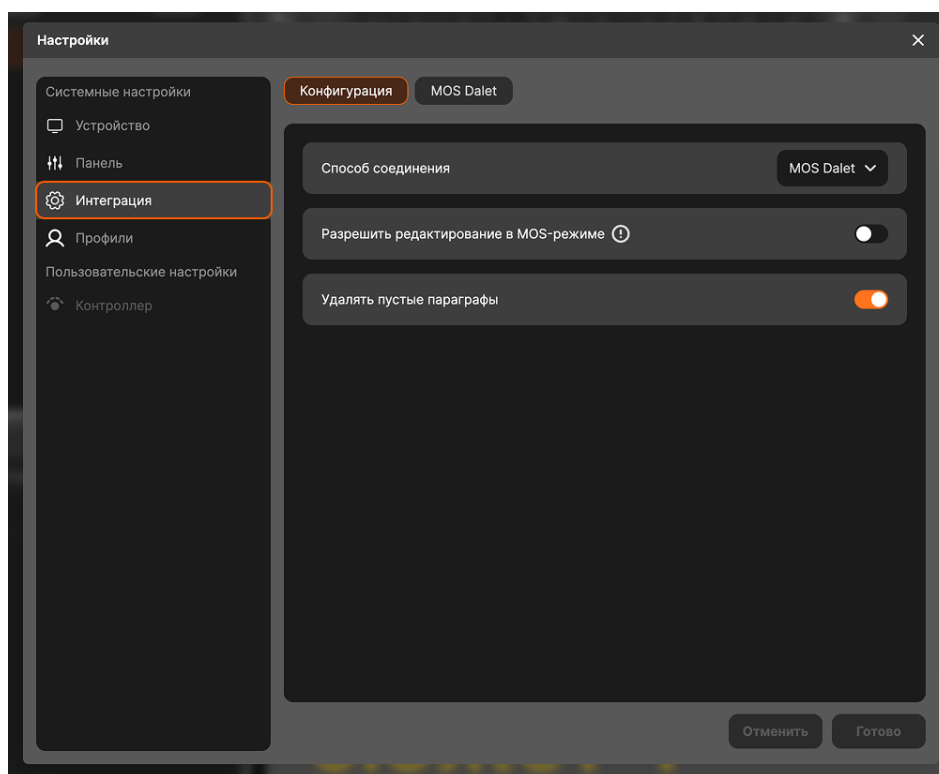 Настройки
Системные настройки
Устройство
Панель
Интеграция
Профили
Пользовательские настройки
Контроллер
Конфигурация
MOS Dalet
Способ соединения
MOS Dalet
Разрешить редактирование в MOS-режиме
Удалять пустые параграфы
Отменить
Готово